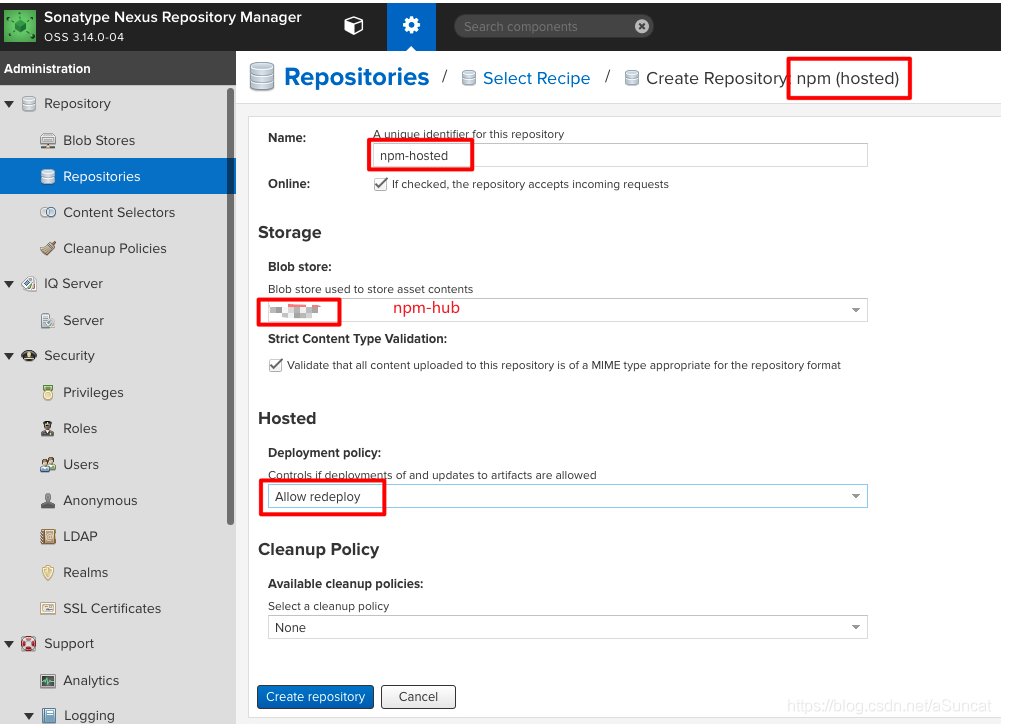 Sonatype Nexus Repository Manager
OSS 3.14.0-04
Search components
Administration
Repository
Blob Stores
Repositories
Content Selectors
Cleanup Policies
IQ Server
Server
Security
Privileges
Roles
Users
Anonymous
LDAP
Realms
SSL Certificates
Support
Analytics
Logging
Repositories / Select Recipe / Create Repository: npm (hosted)
Name:
A unique identifier for this repository
npm-hosted
Online:
If checked, the repository accepts incoming requests
Storage
Blob store:
Blob store used to store asset contents
npm-hub
Strict Content Type Validation:
Validate that all content uploaded to this repository is of a MIME type appropriate for the repository format
Hosted
Deployment policy:
Controls if deployments of and updates to artifacts are allowed
Allow redeploy
Cleanup Policy
Available cleanup policies:
Select a cleanup policy
None
Create repository
Cancel
https://blog.csdn.net/aSuncat